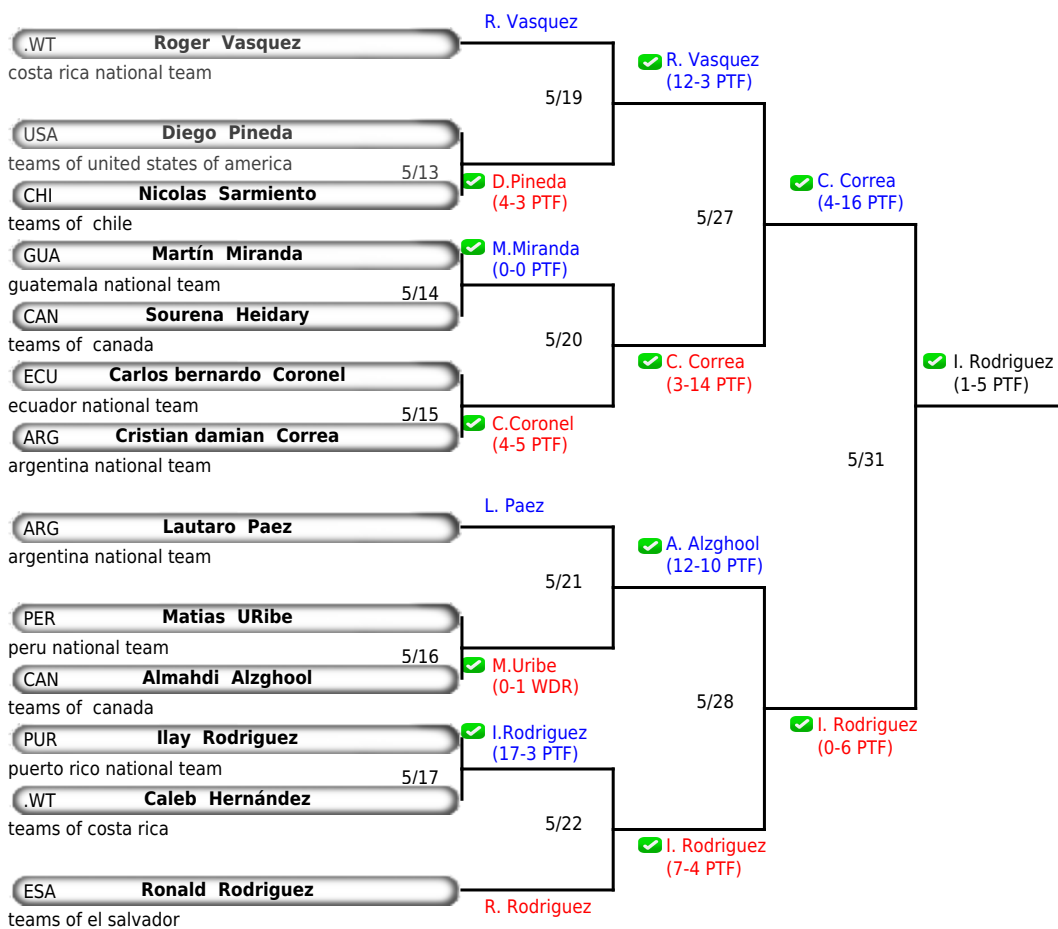 R. Vasquez
.WT Roger Vasquez
costa rica national team
R. Vasquez
(12-3 PTF)
5/19
USA Diego Pineda
teams of united states of america
5/13
D.Pineda
(4-3 PTF)
CHI Nicolas Sarmiento
teams of chile
C. Correa
(4-16 PTF)
5/27
GUA Martín Miranda
guatemala national team
M.Miranda
(0-0 PTF)
5/14
CAN Sourena Heidary
teams of canada
5/20
ECU Carlos bernardo Coronel
ecuador national team
C. Correa
(3-14 PTF)
I. Rodriguez
(1-5 PTF)
5/15
C.Coronel
(4-5 PTF)
ARG Cristian damian Correa
argentina national team
5/31
L. Paez
ARG Lautaro Paez
argentina national team
A. Alzghool
(12-10 PTF)
5/21
PER Matias URibe
peru national team
5/16
M.Uribe
(0-1 WDR)
CAN Almahdi Alzghool
teams of canada
5/28
I. Rodriguez
(0-6 PTF)
PUR Ilay Rodriguez
puerto rico national team
I.Rodriguez
(17-3 PTF)
5/17
.WT Caleb Hernández
teams of costa rica
5/22
I. Rodriguez
(7-4 PTF)
ESA Ronald Rodriguez
teams of el salvador
R. Rodriguez